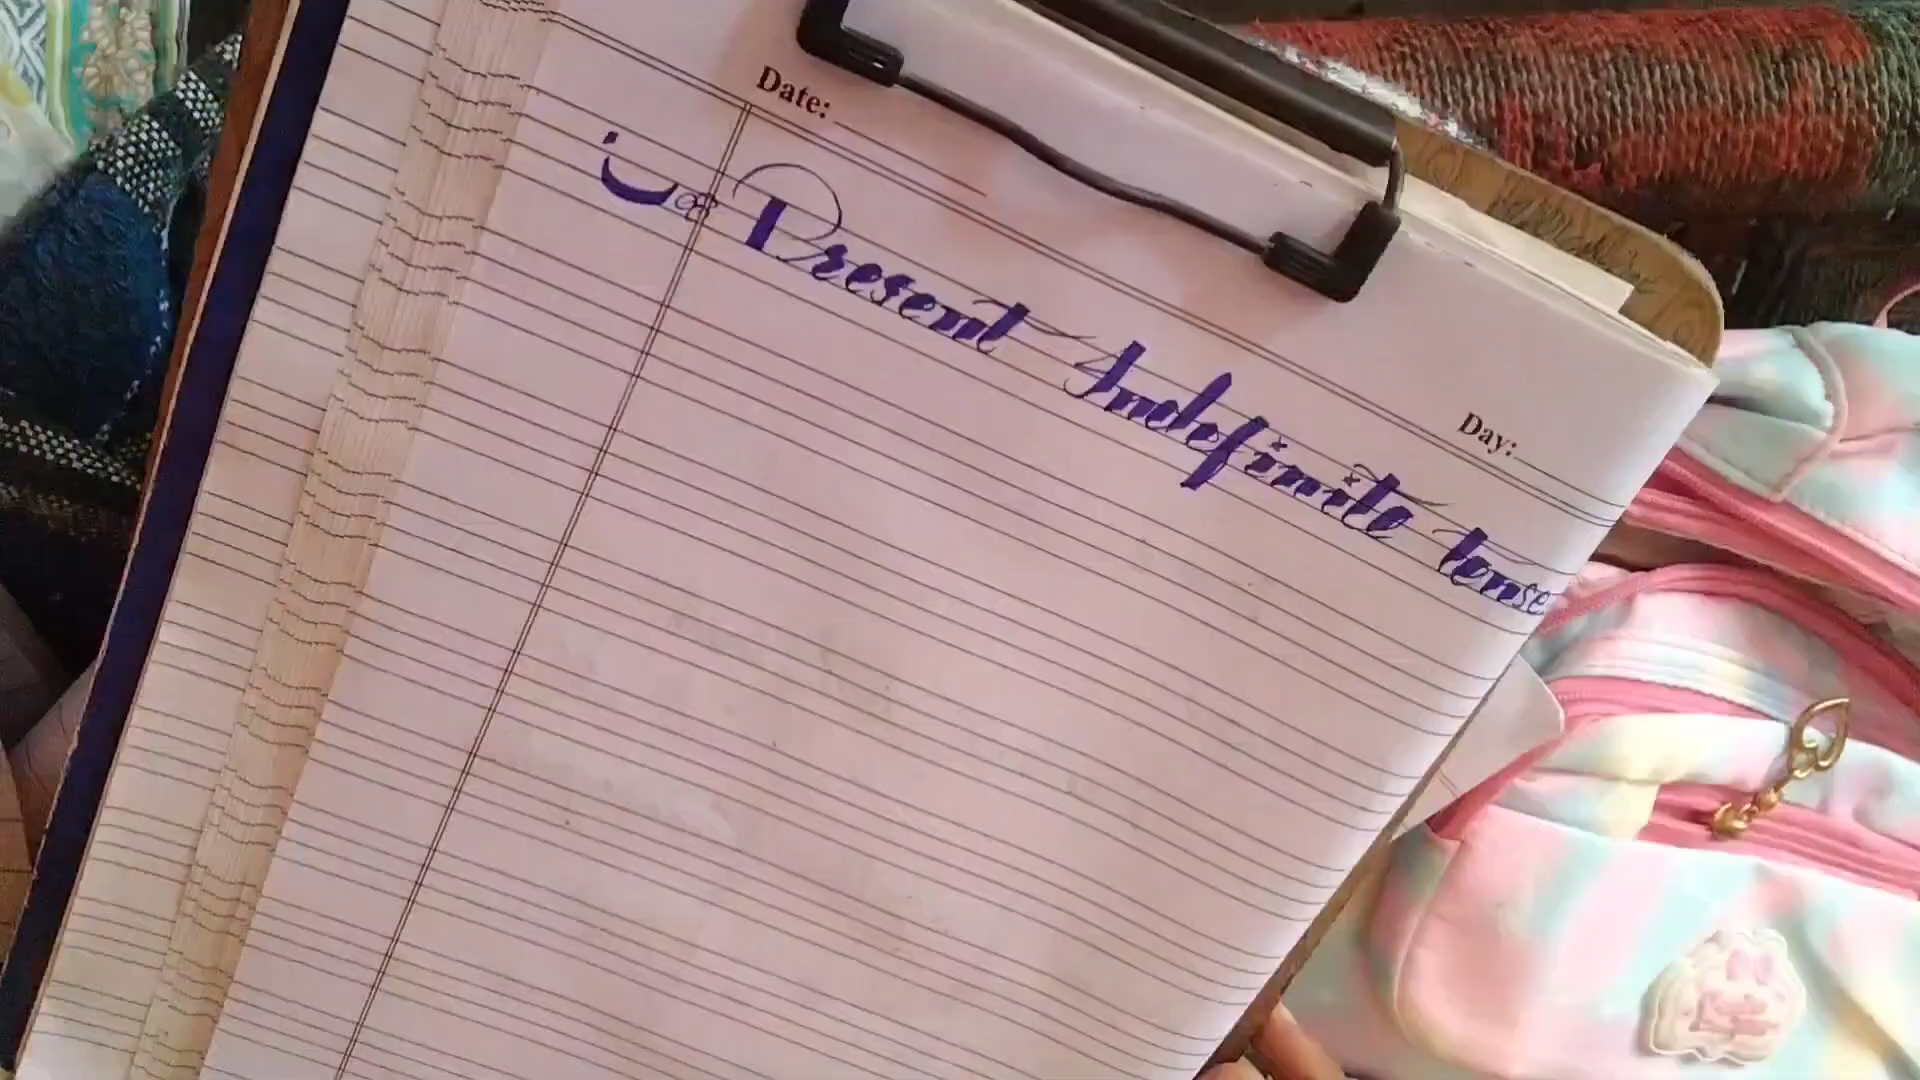 Date:
ن Present Indefinite tense
Day: